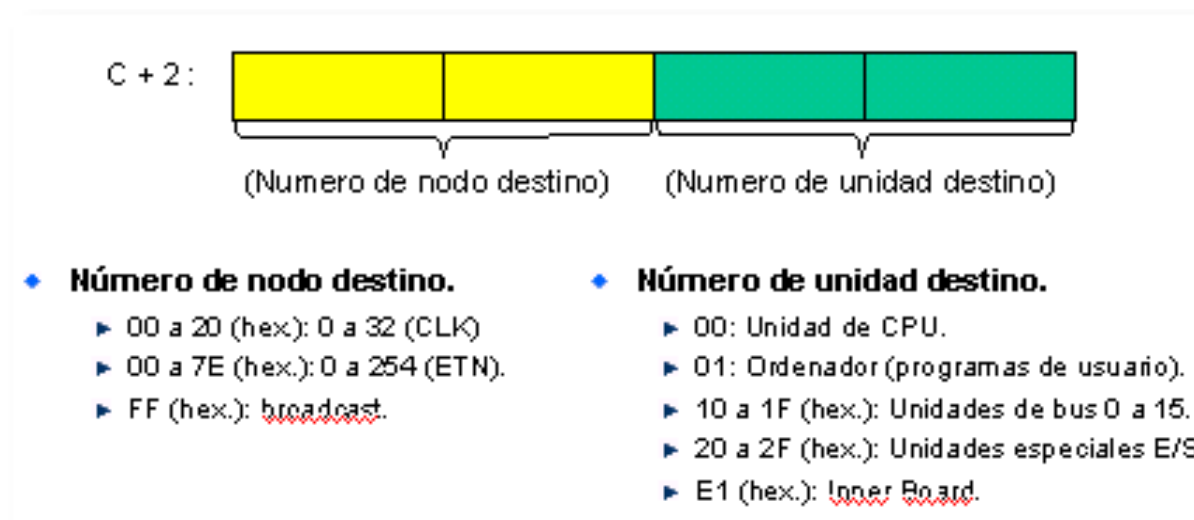 C + 2 :
(Numero de nodo destino) (Numero de unidad destino)
Número de nodo destino.
00 a 20 (hex.): 0 a 32 (CLK)
00 a 7E (hex.): 0 a 254 (ETN).
FF (hex.): broadcast.
Número de unidad destino.
00: Unidad de CPU.
01: Ordenador (programas de usuario).
10 a 1F (hex.): Unidades de bus 0 a 15.
20 a 2F (hex.): Unidades especiales E/S
E1 (hex.): Inner Board.